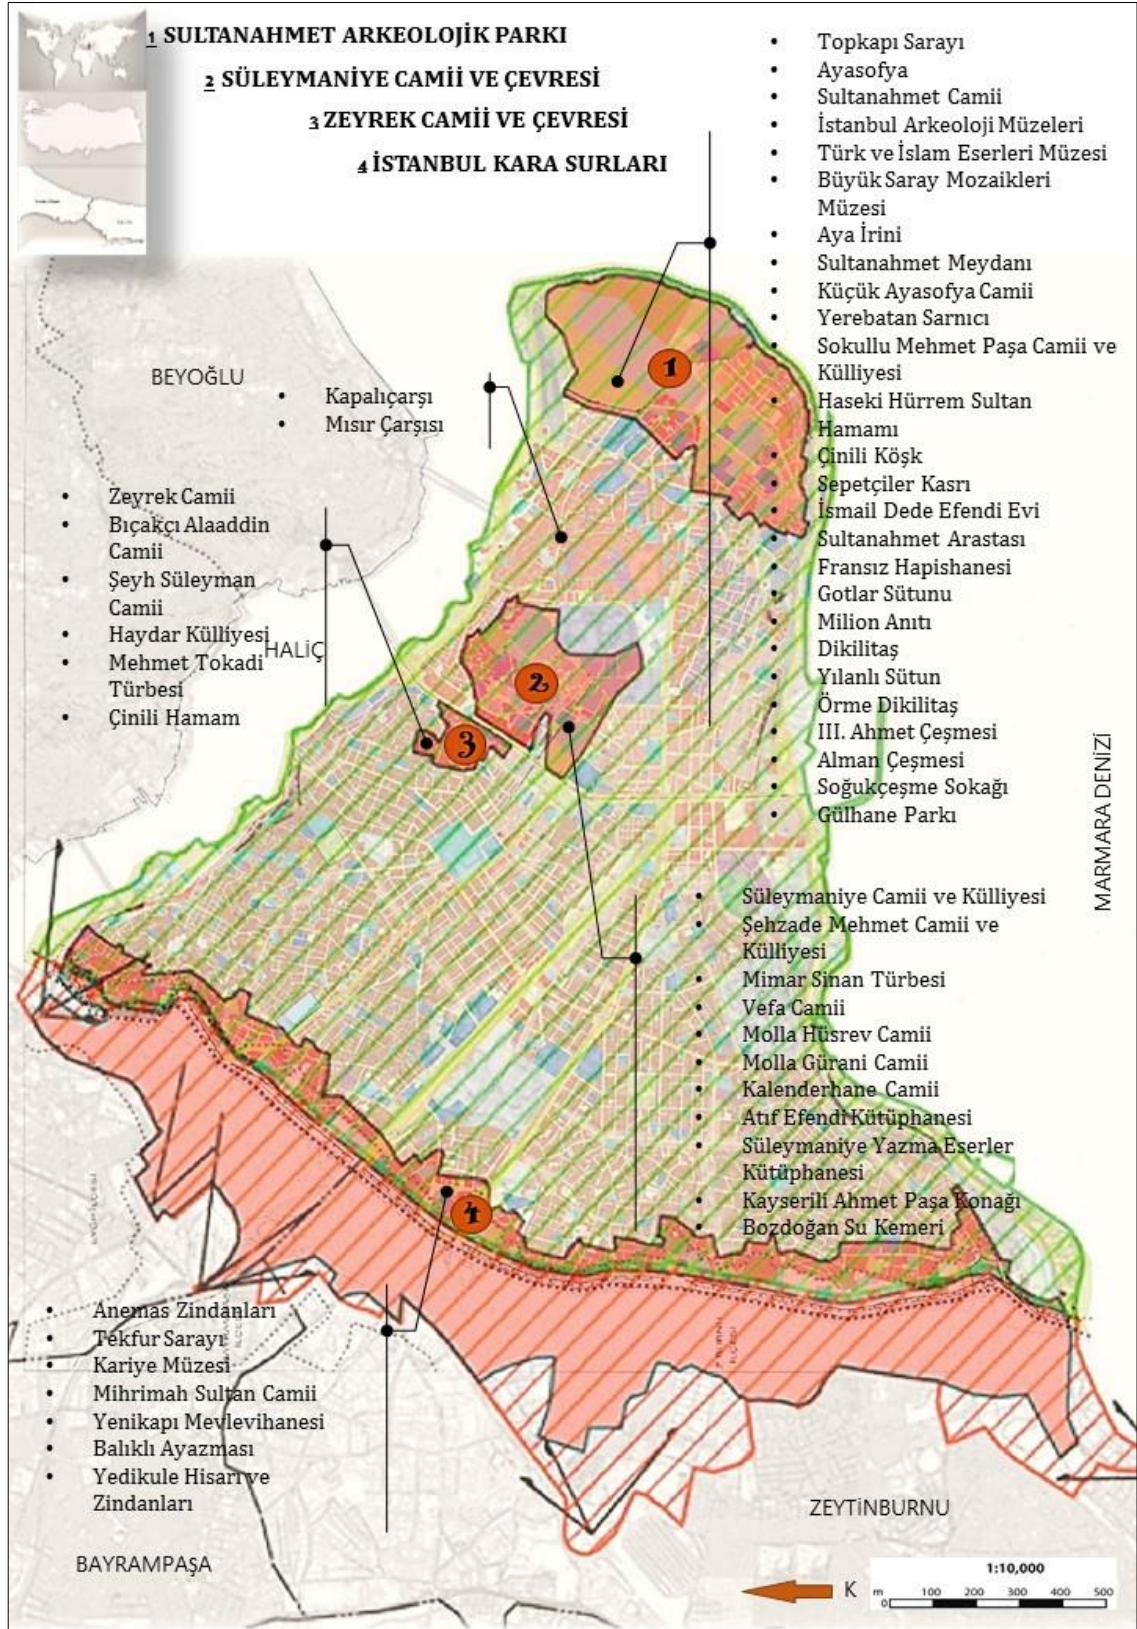 1 SULTANAHMET ARKEOLOJİK PARKI
2 SÜLEYMANİYE CAMİİ VE ÇEVRESİ
3 ZEYREK CAMİİ VE ÇEVRESİ
4 İSTANBUL KARA SURLARI
• Topkapı Sarayı
• Ayasofya
• Sultanahmet Camii
• İstanbul Arkeoloji Müzeleri
• Türk ve İslam Eserleri Müzesi
• Büyük Saray Mozaikleri
Müzesi
• Aya İrini
• Sultanahmet Meydanı
• Küçük Ayasofya Camii
• Yerebatan Sarnıcı
• Sokullu Mehmet Paşa Camii ve
Külliyesi
• Haseki Hürrem Sultan
Hamamı
• Çinili Köşk
• Sepetçiler Kasrı
• İsmail Dede Efendi Evi
• Sultanahmet Arastası
• Fransız Hapishanesi
• Gotlar Sütunu
• Milion Anıtı
• Dikilitaş
• Yılanlı Sütun
• Örme Dikilitaş
• III. Ahmet Çeşmesi
• Alman Çeşmesi
• Soğukçeşme Sokağı
• Gülhane Parkı
BEYOĞLU
• Kapalıçarşı
• Mısır Çarşısı
• Zeyrek Camii
• Bıçakçı Alaaddin
Camii
• Şeyh Süleyman
Camii
• Haydar Külliyesi
• Mehmet Tokadi
Türbesi
• Çinili Hamam
HALİÇ
1
2
3
4
MARMARA DENİZİ
• Süleymaniye Camii ve Külliyesi
• Şehzade Mehmet Camii ve
Külliyesi
• Mimar Sinan Türbesi
• Vefa Camii
• Molla Hüsrev Camii
• Molla Gürani Camii
• Kalenderhane Camii
• Atıf Efendi Kütüphanesi
• Süleymaniye Yazma Eserler
Kütüphanesi
• Kayserili Ahmet Paşa Konağı
• Bozdoğan Su Kemeri
• Anemas Zindanları
• Tekfur Sarayı
• Kariye Müzesi
• Mihrimah Sultan Camii
• Yenikapı Mevlevihanesi
• Balıklı Ayazması
• Yedikule Hisarı ve
Zindanları
ZEYTİNBURNU
BAYRAMPAŞA
K
1:10,000
m 0 100 200 300 400 500